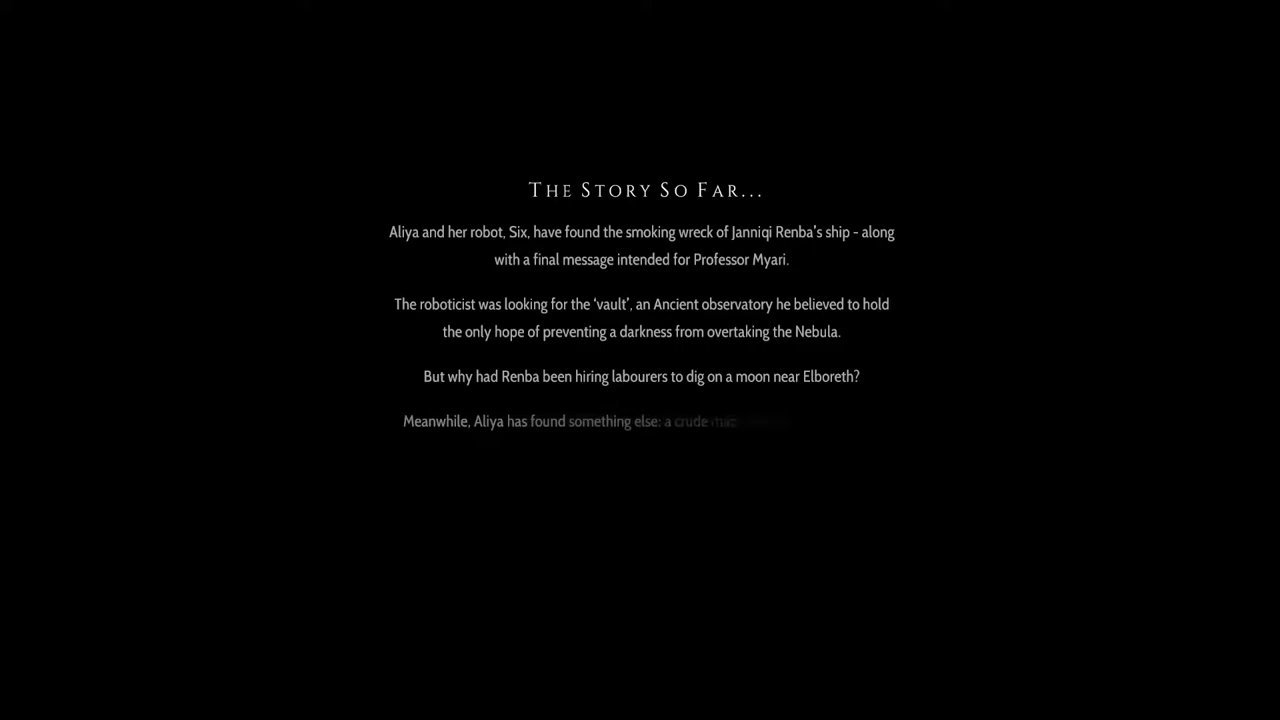 The Story So Far...
Aliya and her robot, Six, have found the smoking wreck of Janniqi Renba's ship - along
with a final message intended for Professor Myari.
The roboticist was looking for the ‘vault’, an Ancient observatory he believed to hold
the only hope of preventing a darkness from overtaking the Nebula.
But why had Renba been hiring labourers to dig on a moon near Elboreth?
Meanwhile, Aliya has found something else: a crude